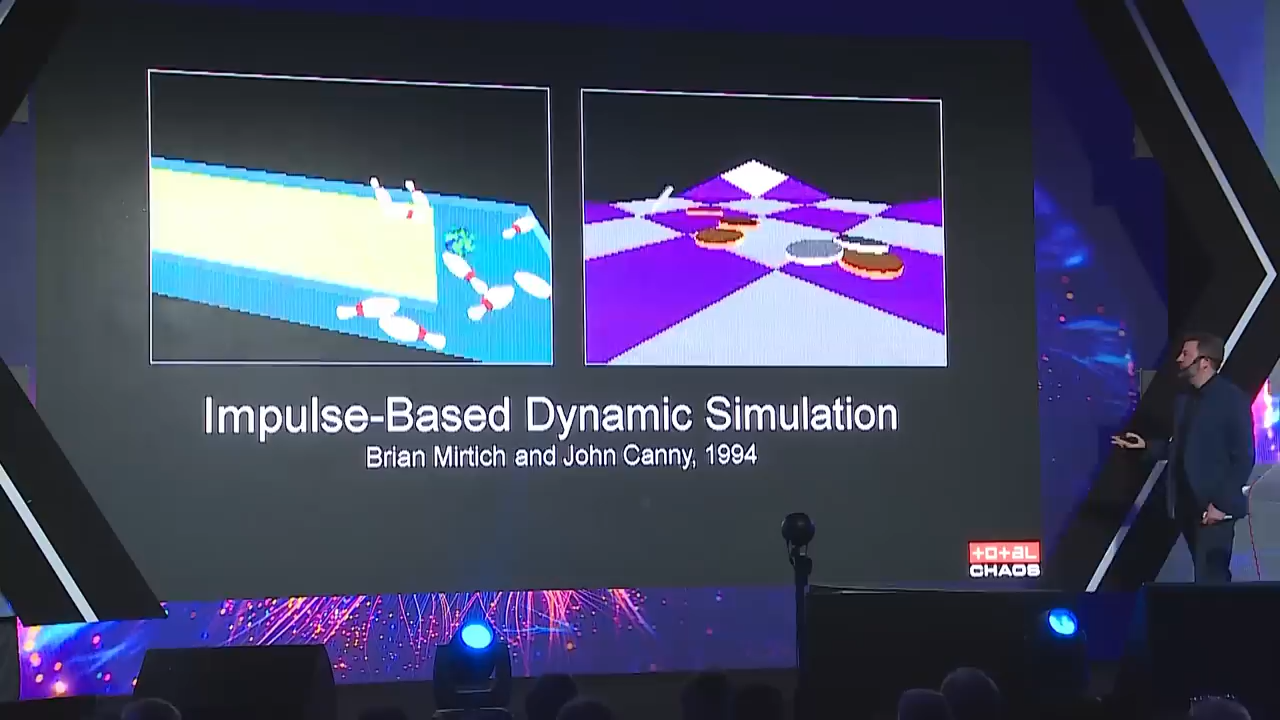 Impulse-Based Dynamic Simulation
Brian Mirtich and John Canny, 1994
total
CHAOS